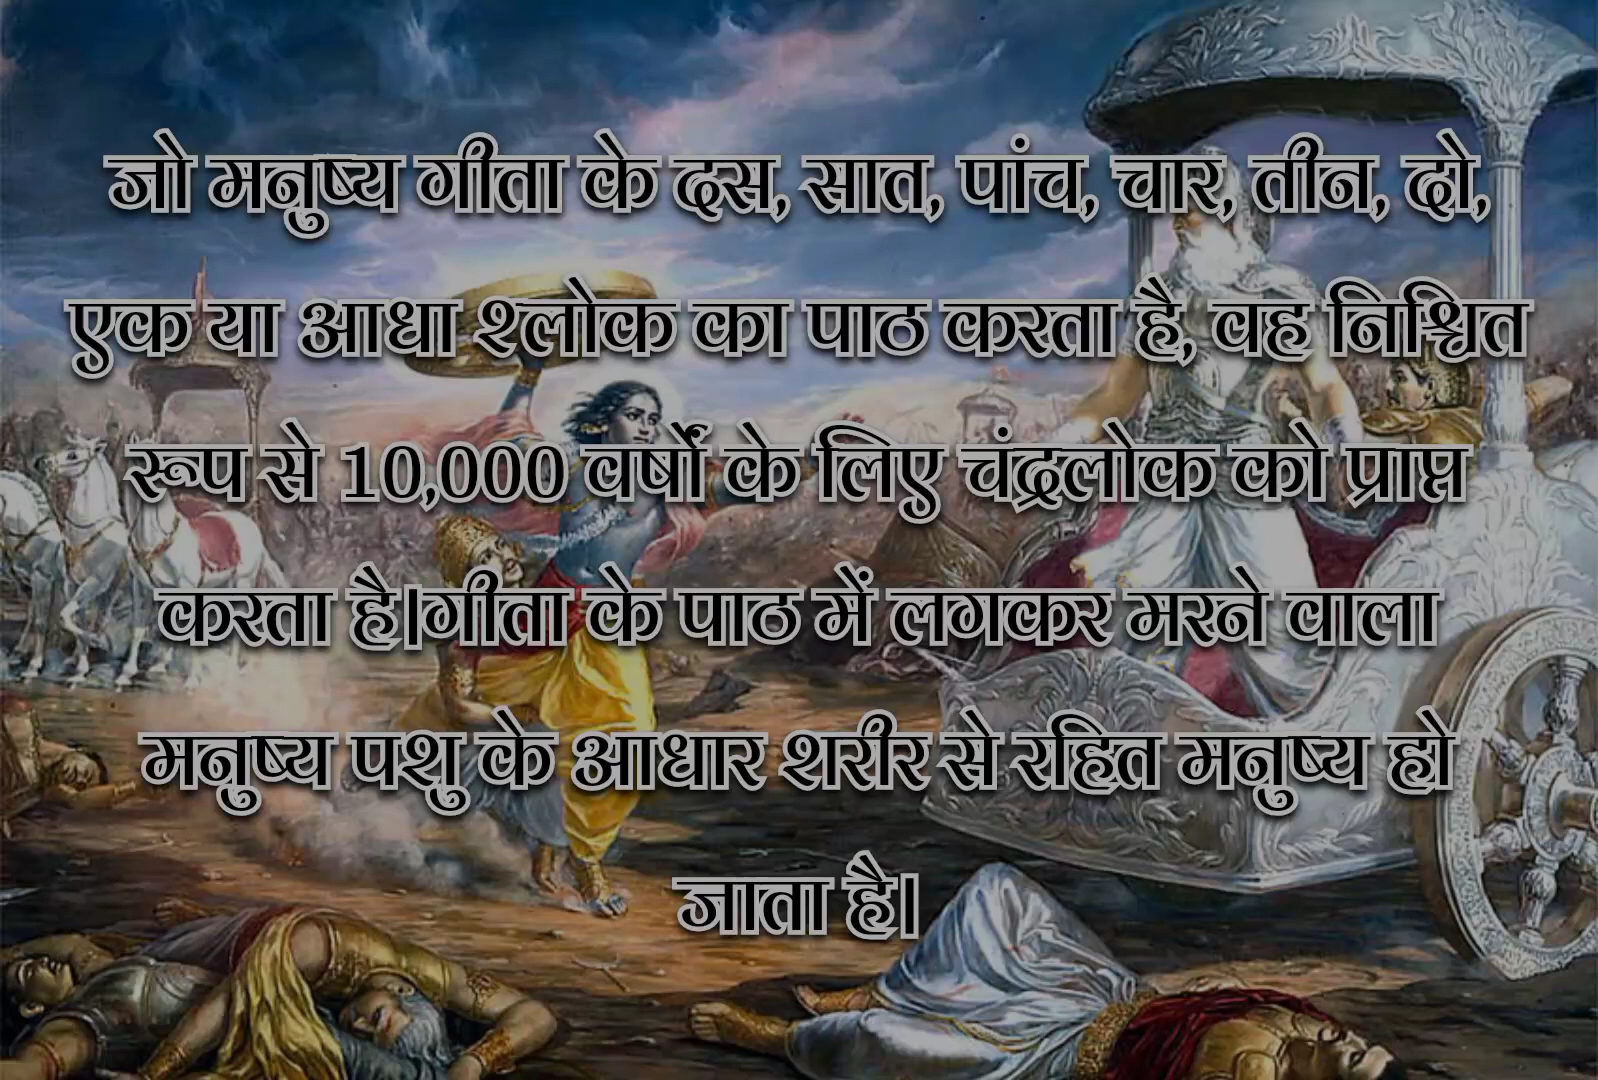 जो मनुष्य गीता के दस, सात, पांच, चार, तीन, दो,
एक या आधा श्लोक का पाठ करता है, वह निश्चित
रूप से 10,000 वर्षों के लिए चंद्रलोक को प्राप्त
करता है।गीता के पाठ में लगकर मरने वाला
मनुष्य पशु के आधार शरीर से रहित मनुष्य हो
जाता है।